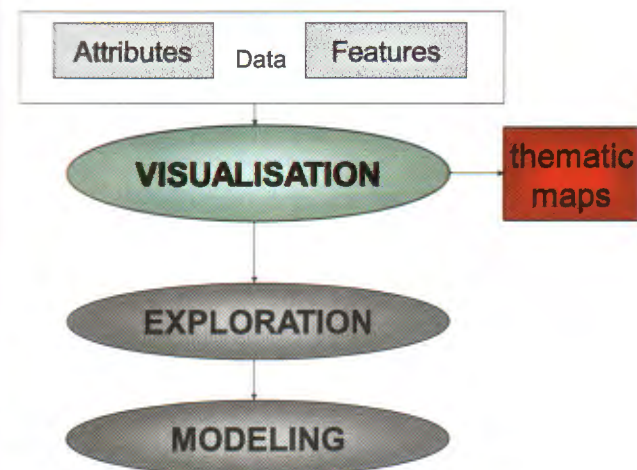 Attributes Data Features
VISUALISATION
thematic
maps
EXPLORATION
MODELING